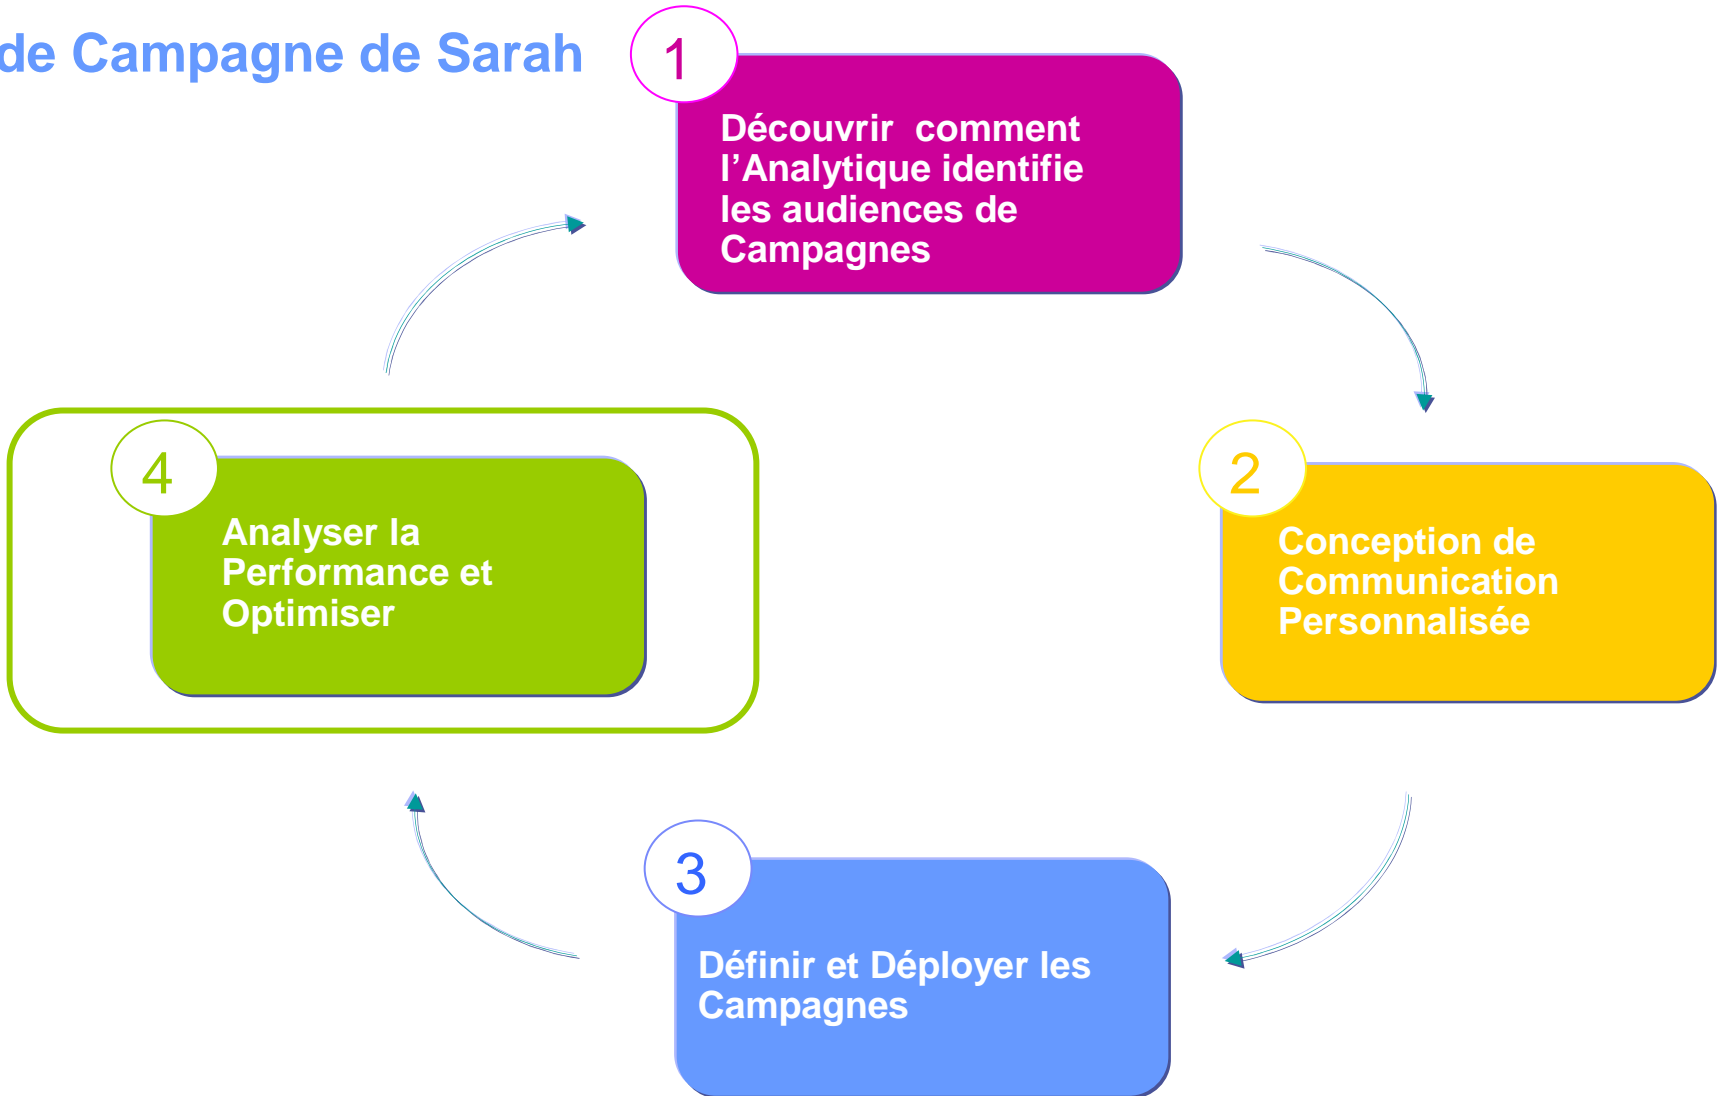 de Campagne de Sarah
1
Découvrir  comment
l’Analytique identifie
les audiences de
Campagnes
2
Conception de
Communication
Personnalisée
3
Définir et Déployer les
Campagnes
4
Analyser la
Performance et
Optimiser